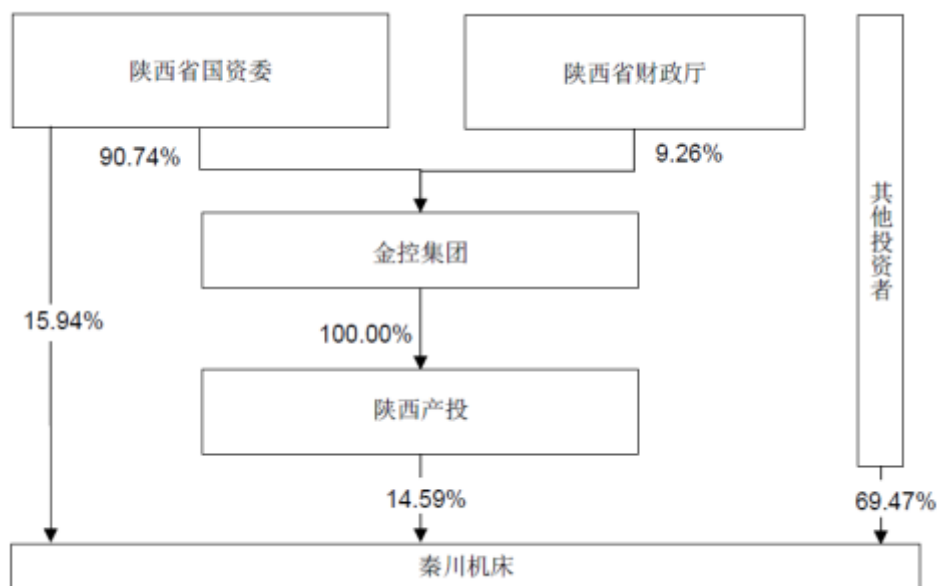 陕西省国资委
陕西省财政厅
90.74%
9.26%
其他投资者
金控集团
15.94%
100.00%
陕西产投
14.59%
69.47%
秦川机床